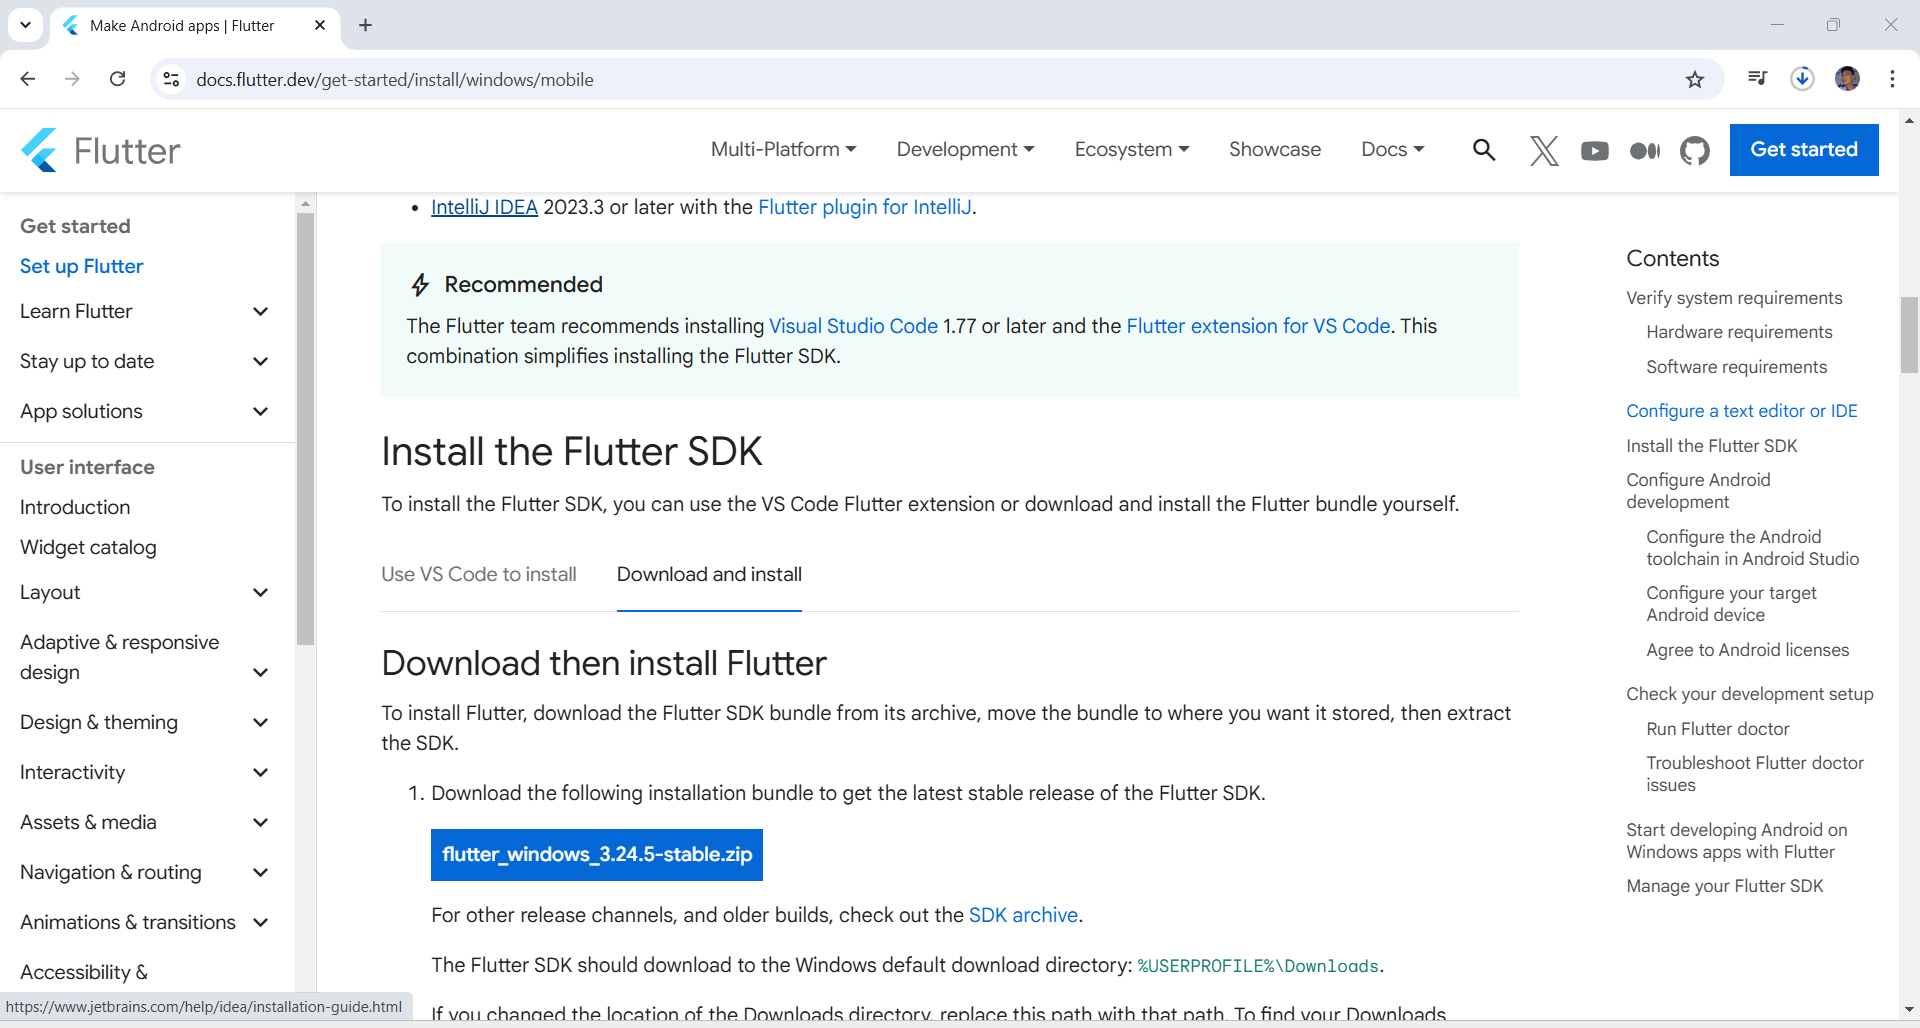 Make Android apps | Flutter
docs.flutter.dev/get-started/install/windows/mobile
Flutter
Multi-Platform
Development
Ecosystem
Showcase
Docs
Get started
Get started
Set up Flutter
Learn Flutter
Stay up to date
App solutions
User interface
Introduction
Widget catalog
Layout
Adaptive & responsive
design
Design & theming
Interactivity
Assets & media
Navigation & routing
Animations & transitions
Accessibility &
https://www.jetbrains.com/help/idea/installation-guide.html
• IntelliJ IDEA 2023.3 or later with the Flutter plugin for IntelliJ.
Recommended
The Flutter team recommends installing Visual Studio Code 1.77 or later and the Flutter extension for VS Code. This
combination simplifies installing the Flutter SDK.
Install the Flutter SDK
To install the Flutter SDK, you can use the VS Code Flutter extension or download and install the Flutter bundle yourself.
Use VS Code to install
Download and install
Download then install Flutter
To install Flutter, download the Flutter SDK bundle from its archive, move the bundle to where you want it stored, then extract
the SDK.
1. Download the following installation bundle to get the latest stable release of the Flutter SDK.
flutter_windows_3.24.5-stable.zip
For other release channels, and older builds, check out the SDK archive.
The Flutter SDK should download to the Windows default download directory: %USERPROFILE%\Downloads.
If you changed the location of the Downloads directory, replace this path with that path. To find your Downloads
Contents
Verify system requirements
Hardware requirements
Software requirements
Configure a text editor or IDE
Install the Flutter SDK
Configure Android
development
Configure the Android
toolchain in Android Studio
Configure your target
Android device
Agree to Android licenses
Check your development setup
Run Flutter doctor
Troubleshoot Flutter doctor
issues
Start developing Android on
Windows apps with Flutter
Manage your Flutter SDK